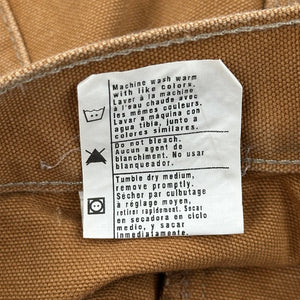 Machine wash warm
with like colors.
Laver à la machine
à l'eau chaude avec
les mêmes couleurs.
Lavar a máquina con
agua tibia, junto a
colores similares.
Do not bleach.
Aucun agent de
blanchiment. No usar
blanqueador.
Tumble dry medium,
remove promptly.
Sécher par culbutage
à réglage moyen,
retirer rapidement. Secar
en secadora en ciclo
medio, y sacar
inmediatamente.